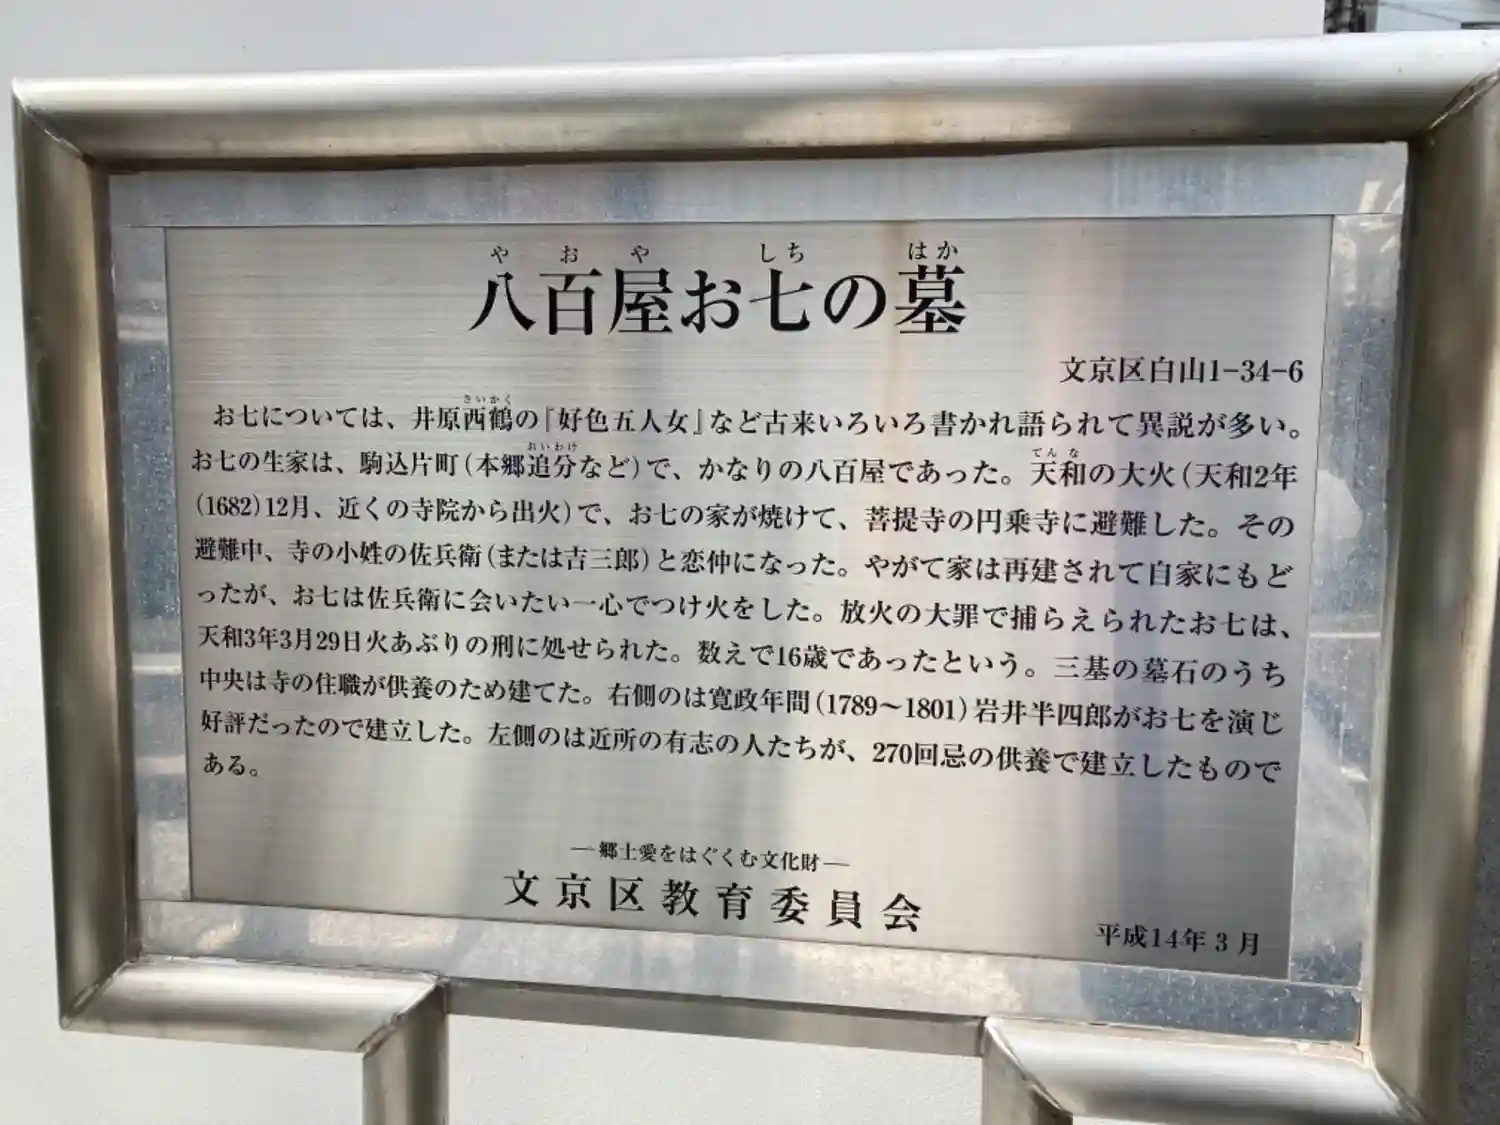 や お や しち はか
八百屋お七の墓
文京区白山1-34-6
さいかく
お七については、井原西鶴の『好色五人女』など古来いろいろ書かれ語られて異説が多い。
おいわけ てんな
お七の生家は、駒込片町(本郷追分など)で、かなりの八百屋であった。天和の大火(天和2年
(1682)12月、近くの寺院から出火)で、お七の家が焼けて、菩提寺の円乗寺に避難した。その
避難中、寺の小姓の佐兵衛(または吉三郎)と恋仲になった。やがて家は再建されて自家にもど
ったが、お七は佐兵衛に会いたい一心でつけ火をした。放火の大罪で捕らえられたお七は、
天和3年3月29日火あぶりの刑に処せられた。数えで16歳であったという。三基の墓石のうち
中央は寺の住職が供養のため建てた。右側のは寛政年間(1789〜1801)岩井半四郎がお七を演じ
好評だったので建立した。左側のは近所の有志の人たちが、270回忌の供養で建立したもので
ある。
―郷土愛をはぐくむ文化財―
文京区教育委員会
平成14年3月